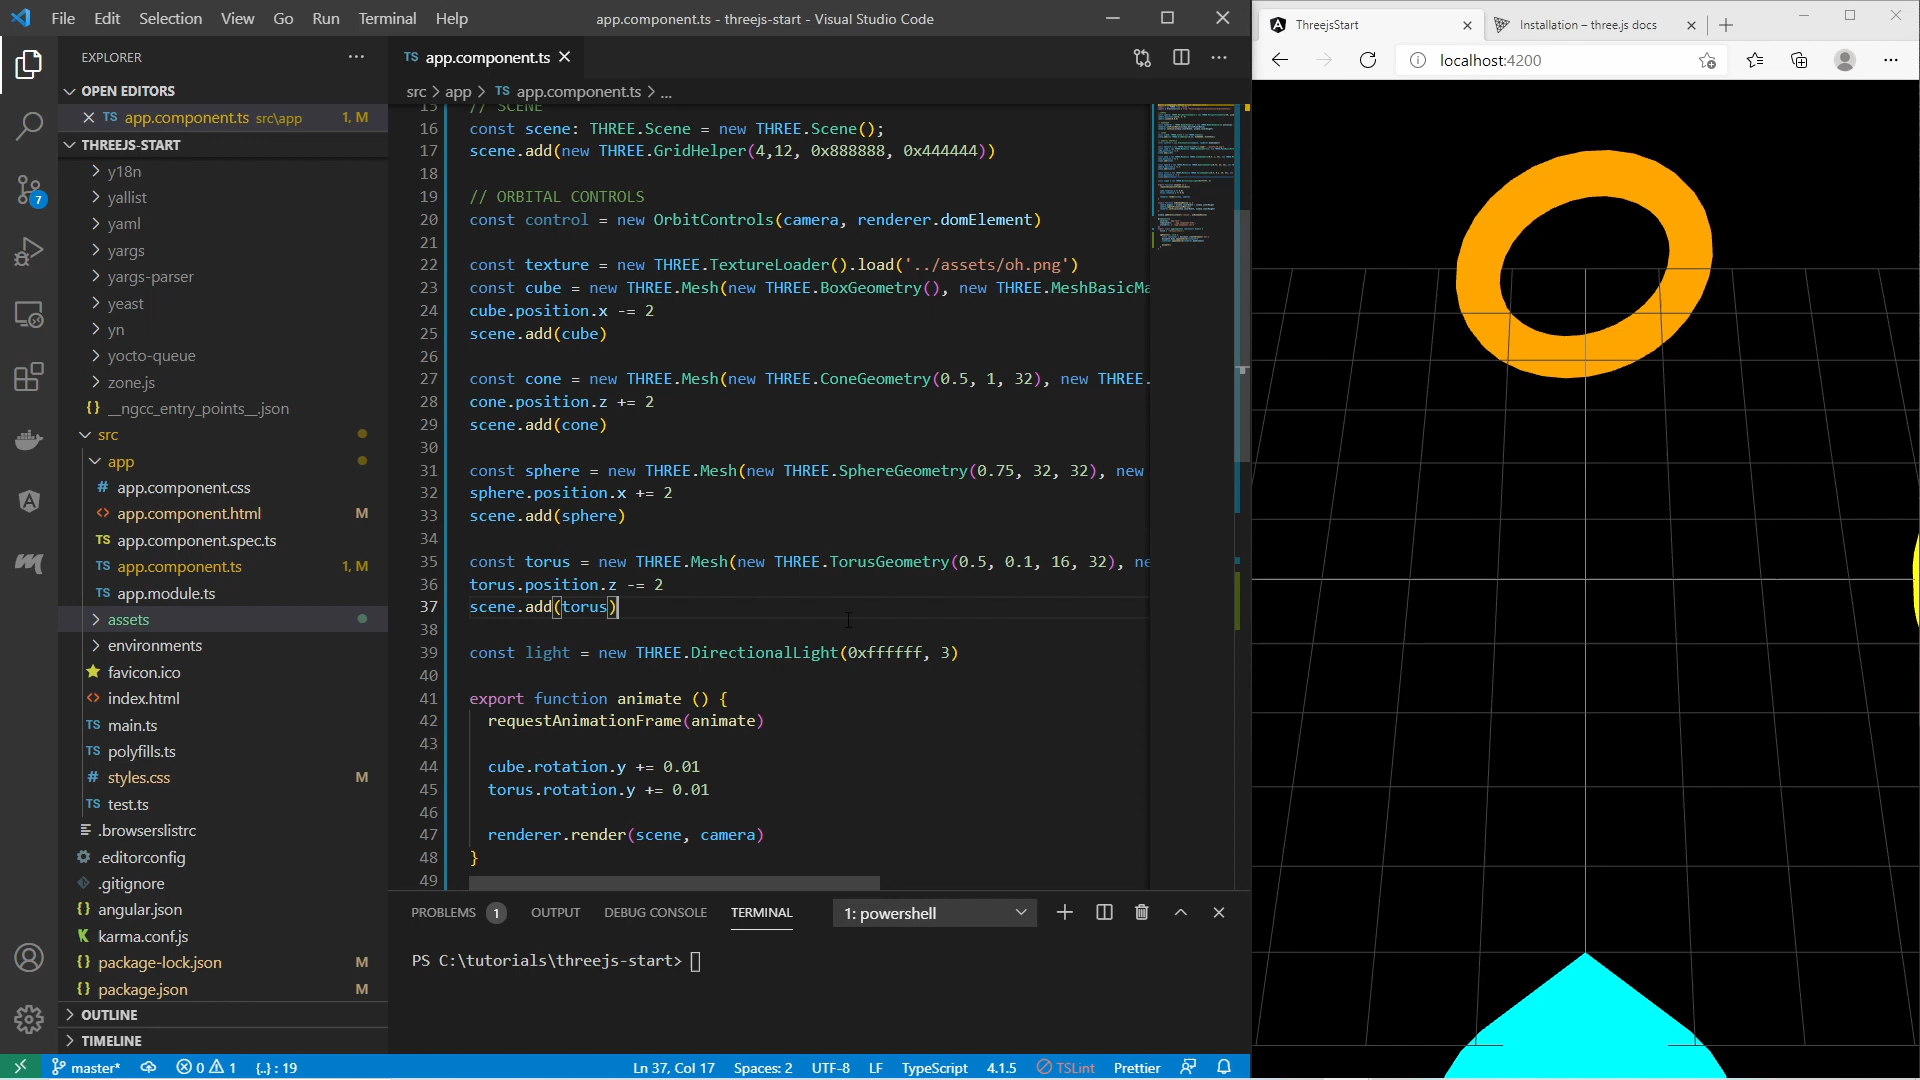 File Edit Selection View Go Run Terminal Help
app.component.ts - threejs-start - Visual Studio Code
EXPLORER
OPEN EDITORS
TS app.component.ts src\app 1, M
THREEJS-START
y18n
yallist
yaml
yargs
yargs-parser
yeast
yn
yocto-queue
zone.js
{} __ngcc_entry_points__.json
src
app
# app.component.css
<> app.component.html M
TS app.component.spec.ts
TS app.component.ts 1, M
TS app.module.ts
assets
environments
favicon.ico
<> index.html
TS main.ts
TS polyfills.ts
# styles.css M
TS test.ts
.browserslistrc
.editorconfig
.gitignore
{} angular.json
K karma.conf.js
{} package-lock.json M
{} package.json M
OUTLINE
TIMELINE
7
TS app.component.ts
src > app > TS app.component.ts > ...
15 // SCENE
16 const scene: THREE.Scene = new THREE.Scene();
17 scene.add(new THREE.GridHelper(4,12, 0x888888, 0x444444))
18
19 // ORBITAL CONTROLS
20 const control = new OrbitControls(camera, renderer.domElement)
21
22 const texture = new THREE.TextureLoader().load('../assets/oh.png')
23 const cube = new THREE.Mesh(new THREE.BoxGeometry(), new THREE.MeshBasicMa
24 cube.position.x -= 2
25 scene.add(cube)
26
27 const cone = new THREE.Mesh(new THREE.ConeGeometry(0.5, 1, 32), new THREE.
28 cone.position.z += 2
29 scene.add(cone)
30
31 const sphere = new THREE.Mesh(new THREE.SphereGeometry(0.75, 32, 32), new
32 sphere.position.x += 2
33 scene.add(sphere)
34
35 const torus = new THREE.Mesh(new THREE.TorusGeometry(0.5, 0.1, 16, 32), ne
36 torus.position.z -= 2
37 scene.add(torus)
38
39 const light = new THREE.DirectionalLight(0xffffff, 3)
40
41 export function animate () {
42 requestAnimationFrame(animate)
43
44 cube.rotation.y += 0.01
45 torus.rotation.y += 0.01
46
47 renderer.render(scene, camera)
48 }
49
PROBLEMS 1 OUTPUT DEBUG CONSOLE TERMINAL 1: powershell
PS C:\tutorials\threejs-start>
master* 0 1 {..} : 19 Ln 37, Col 17 Spaces: 2 UTF-8 LF TypeScript 4.1.5 TSLint Prettier
ThreejsStart
Installation – three.js docs
localhost:4200